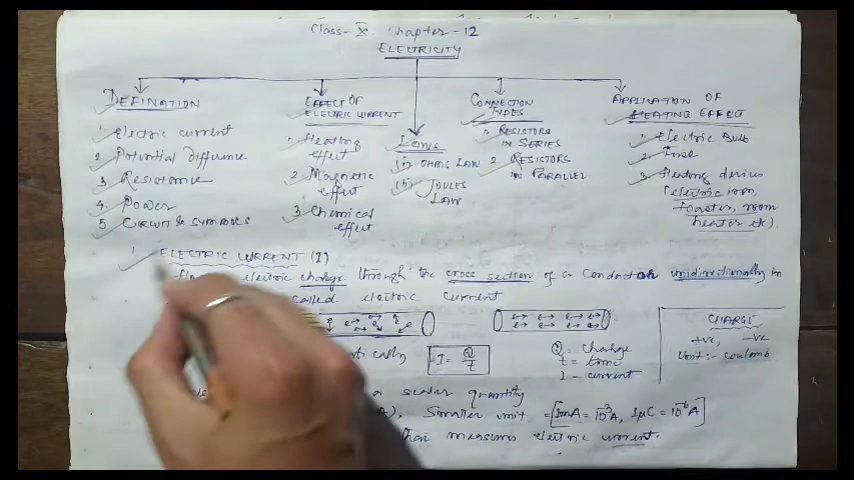 Class-X Chapter-12
ELECTRICITY
DEFINATION
1. Electric current
2. Potential diffurence
3. Resistance
4. Power
5. CIRCUIT & SYMBOLS
EFFECT OF
ELECTRIC CURRENT
1. Heating
effect
2. Magnetic
effect
3. Chemical
effect
LAWS
(i) OHMS LAW
(ii) JOULES
LAW
CONNECTION
TYPES
1. RESISTORS
IN SERIES
2. RESISTORS
IN PARALLEL
APPLICATION OF
HEATING EFFECT
1. Electric Bulb
2. Fuse
3. Heating devices
(electric iron,
toaster, room
heater etc)
1. ELECTRIC CURRENT (I)
electric charge through the cross section of a conductor unidirectionally in
called electric current
I = Q/t
Q = charge
t = time
I - current
CHARGE
+ve, -ve
Unit :- coulomb
a scalar quantity
Smaller unit = [1mA = 10⁻³A, 1μC = 10⁻⁶A]
that mersures electric current.